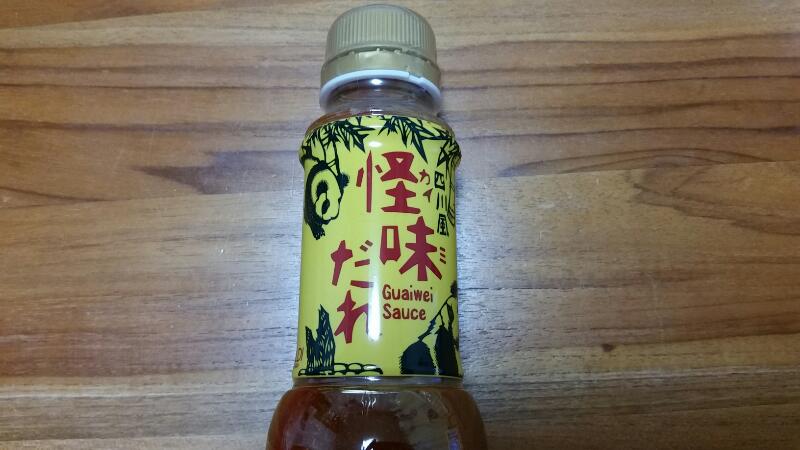 四川風
怪味
カイ
ミ
だれ
Guaiwei
Sauce